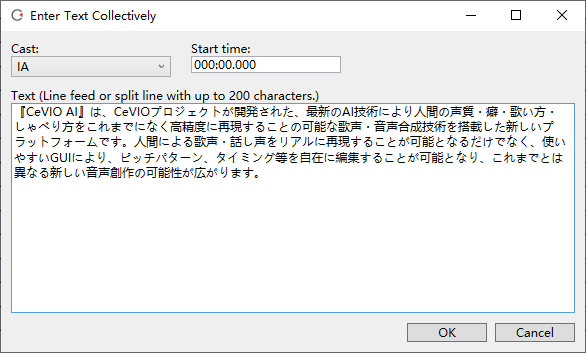 Enter Text Collectively
Cast:
Start time:
IA
000:00.000
Text (Line feed or split line with up to 200 characters.)
『CeVIO AI』は、CeVIOプロジェクトが開発された、最新のAI技術により人間の声質・癖・歌い方・
しゃべり方をこれまでになく高精度に再現することの可能な歌声・音声合成技術を搭載した新しいプ
ラットフォームです。人間による歌声・話し声をリアルに再現することが可能となるだけでなく、使い
やすいGUIにより、ピッチパターン、タイミング等を自在に編集することが可能となり、これまでとは
異なる新しい音声創作の可能性が広がります。
OK
Cancel